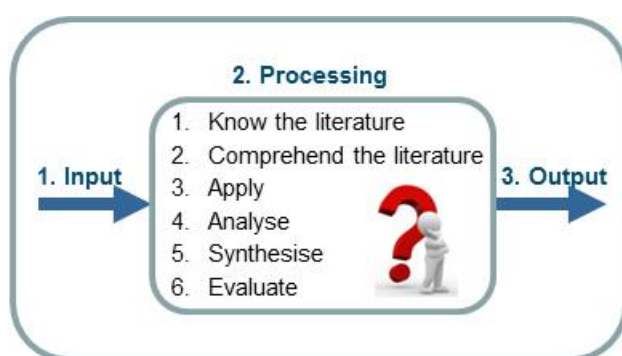 2. Processing
1. Know the literature
2. Comprehend the literature
1. Input
3. Apply
3. Output
4. Analyse
5. Synthesise
6. Evaluate